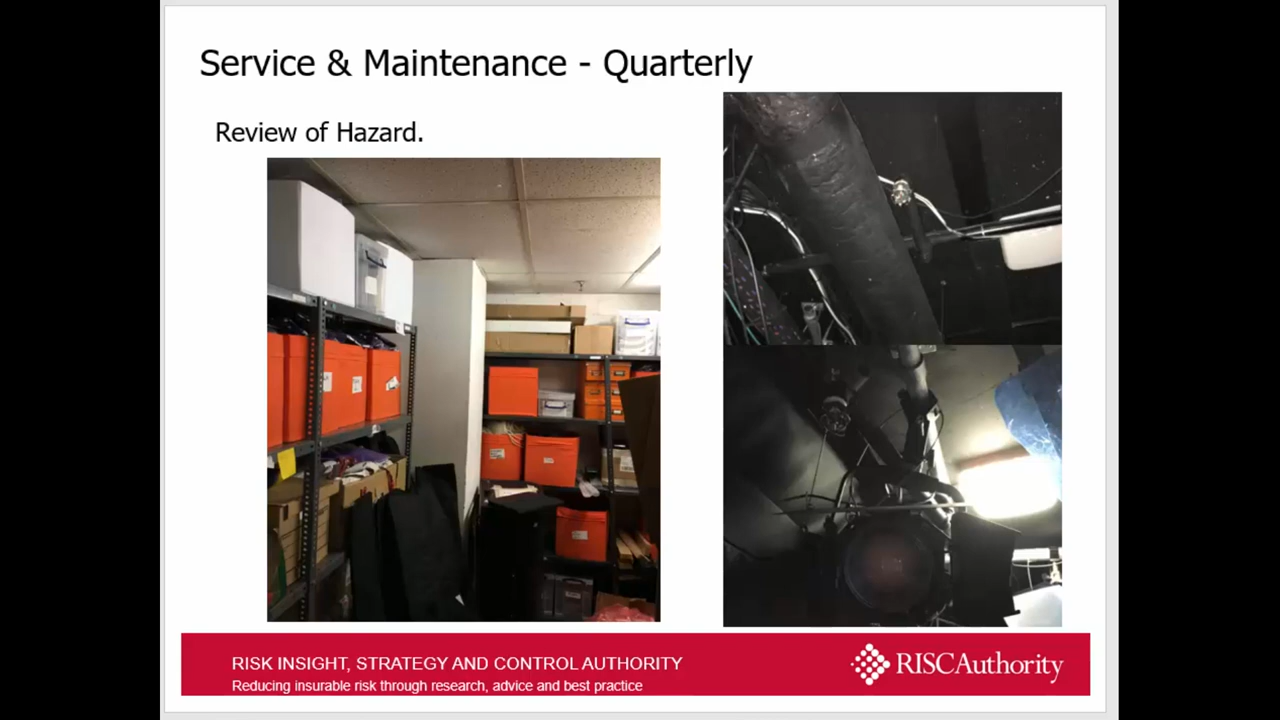 Service & Maintenance - Quarterly
Review of Hazard.
RISK INSIGHT, STRATEGY AND CONTROL AUTHORITY
Reducing insurable risk through research, advice and best practice
RISCAuthority